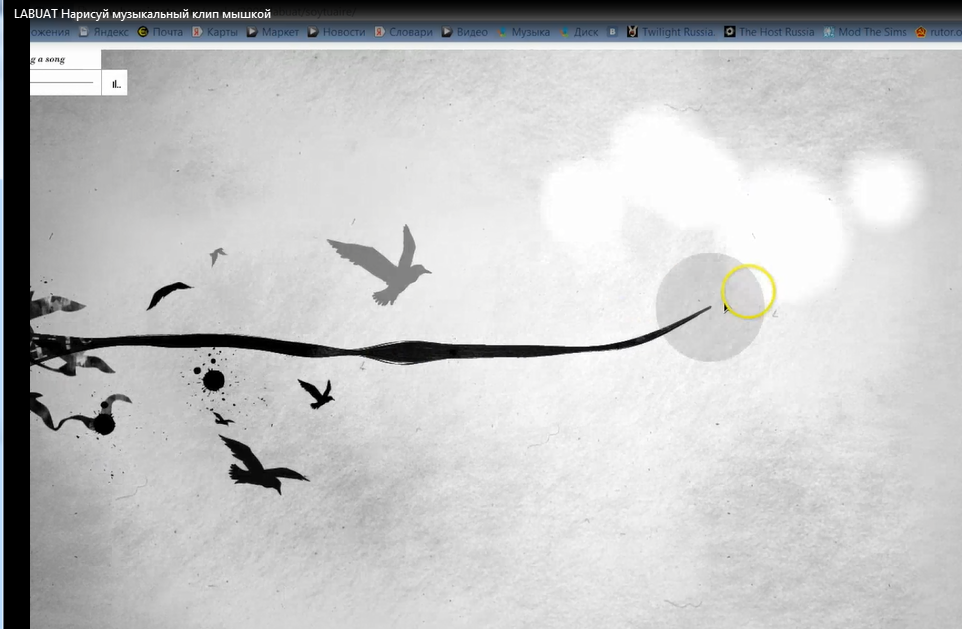 LABUAT Нарисуй музыкальный клип мышкой
ожения Яндекс Почта Карты Маркет Новости Словари Видео Музыка Диск Twilight Russia. The Host Russia Mod The Sims rutor.o
g a song